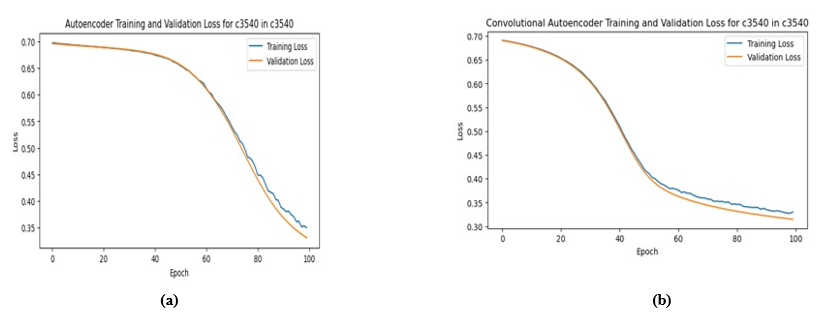 Autoencoder Training and Validation Loss for c3540 in c3540
0.70
0.65
0.60
0.55
0.50
0.45
0.40
0.35
Loss
0 20 40 60 80 100
Epoch
Training Loss
Validation Loss
(a)
Convolutional Autoencoder Training and Validation Loss for c3540 in c3540
0.70
0.65
0.60
0.55
0.50
0.45
0.40
0.35
0.30
Loss
0 20 40 60 80 100
Epoch
Training Loss
Validation Loss
(b)